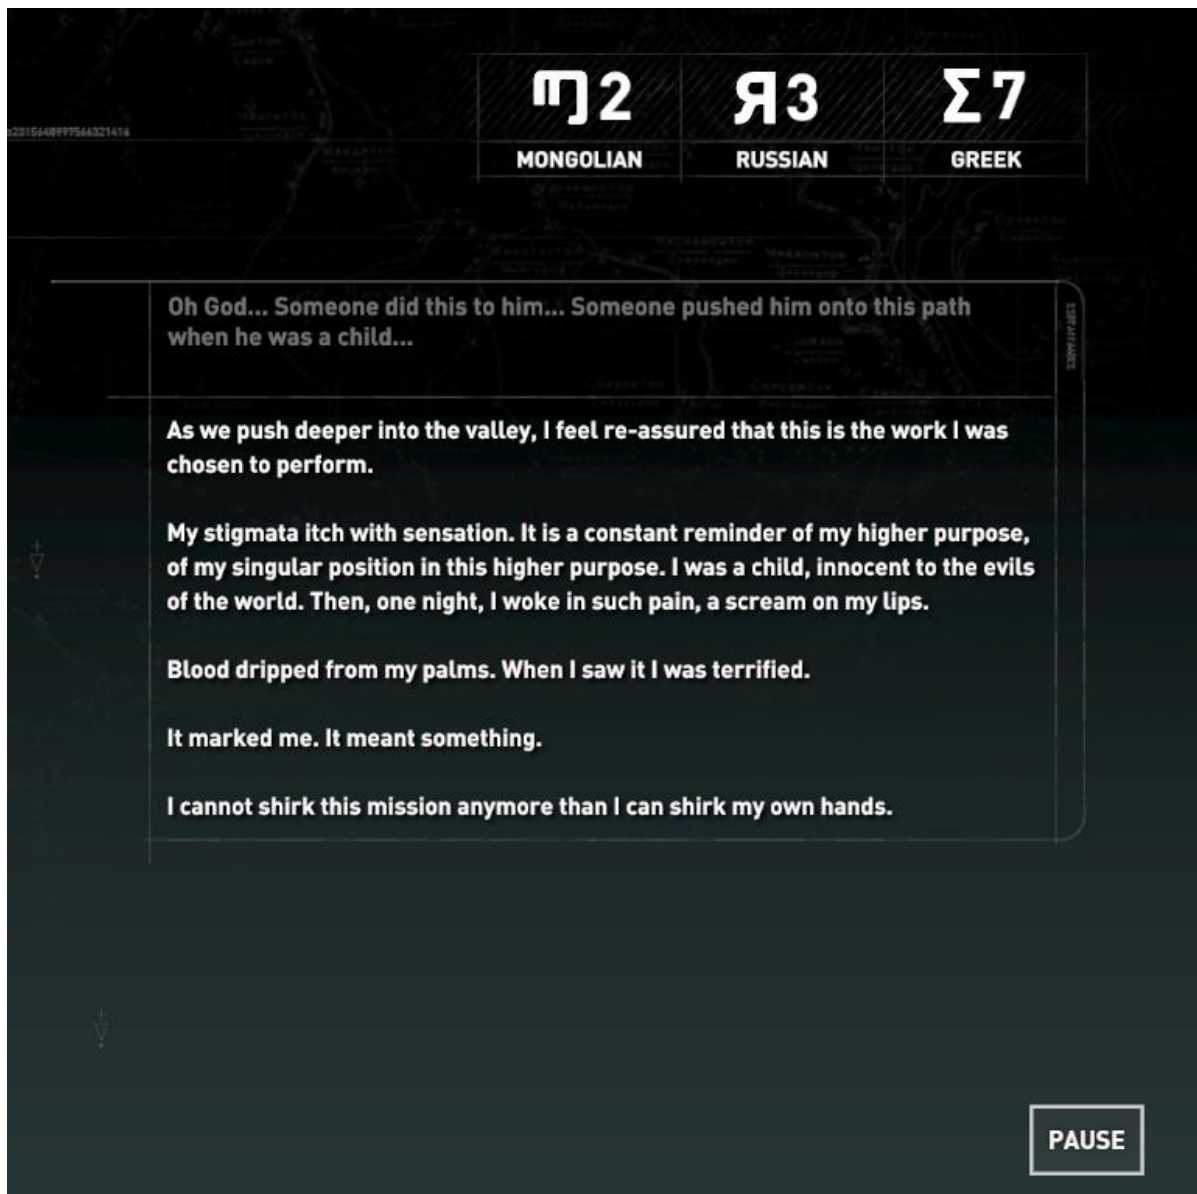 ฦ 2
Я 3
Σ 7
MONGOLIAN
RUSSIAN
GREEK
Oh God... Someone did this to him... Someone pushed him onto this path
when he was a child...
As we push deeper into the valley, I feel re-assured that this is the work I was
chosen to perform.
My stigmata itch with sensation. It is a constant reminder of my higher purpose,
of my singular position in this higher purpose. I was a child, innocent to the evils
of the world. Then, one night, I woke in such pain, a scream on my lips.
Blood dripped from my palms. When I saw it I was terrified.
It marked me. It meant something.
I cannot shirk this mission anymore than I can shirk my own hands.
PAUSE